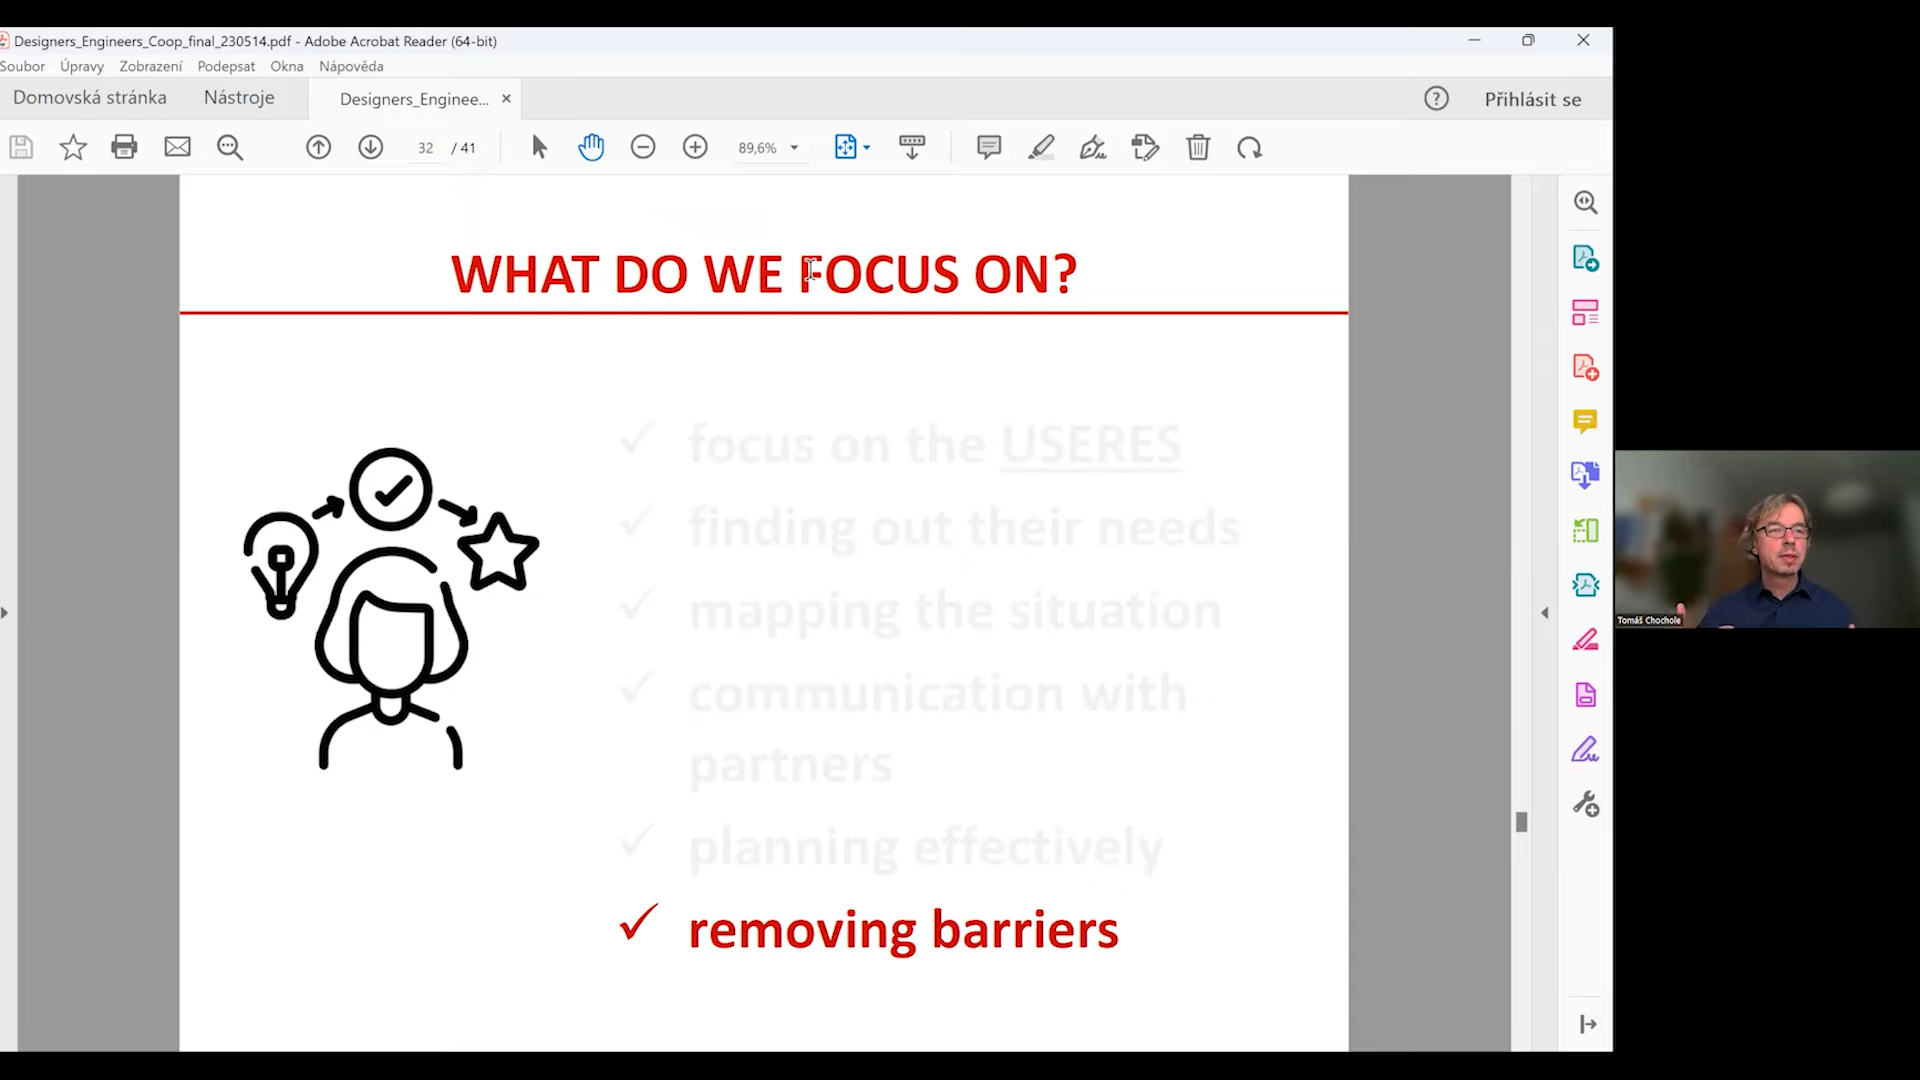 Designers_Engineers_Coop_final_230514.pdf - Adobe Acrobat Reader (64-bit)
Soubor Úpravy Zobrazení Podepsat Okna Nápověda
Domovská stránka Nástroje Designers_Enginee... Přihlásit se
32 / 41 89,6%
WHAT DO WE FOCUS ON?
✓ focus on the USERES
✓ finding out their needs
✓ mapping the situation
✓ communication with
partners
✓ planning effectively
✓ removing barriers
Tomáš Chochole